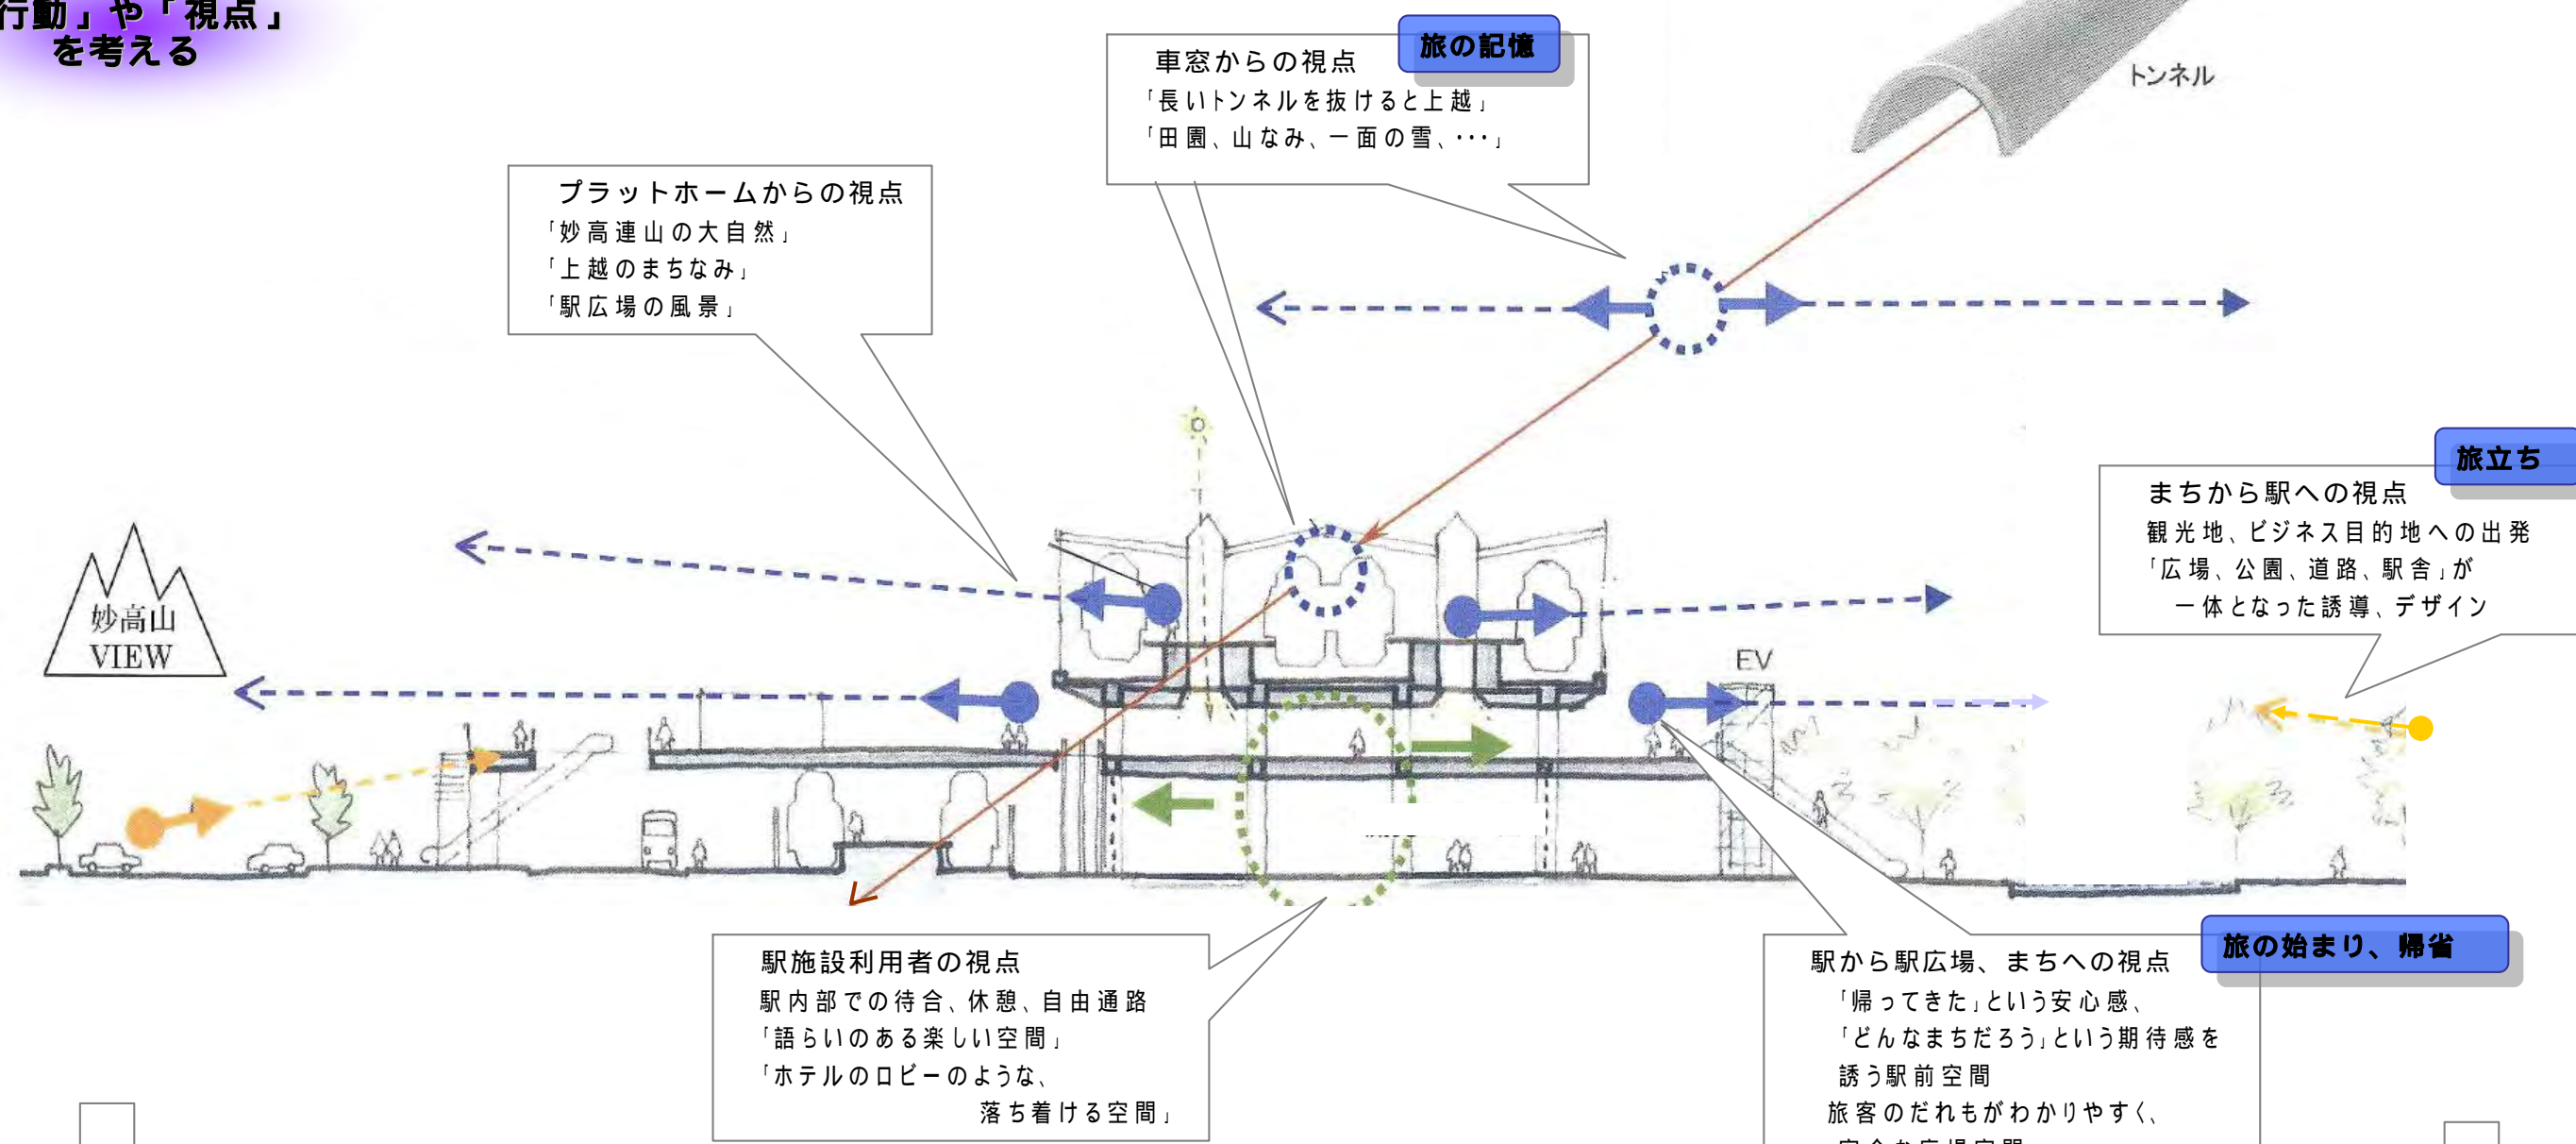 行動」や「視点」
を考える
旅の記憶
車窓からの視点
「長いトンネルを抜けると上越」
「田園、山なみ、一面の雪、･･･」
トンネル
プラットホームからの視点
「妙高連山の大自然」
「上越のまちなみ」
「駅広場の風景」
旅立ち
まちから駅への視点
観光地、ビジネス目的地への出発
「広場、公園、道路、駅舎」が
一体となった誘導、デザイン
妙高山
VIEW
EV
駅施設利用者の視点
駅内部での待合、休憩、自由通路
「語らいのある楽しい空間」
「ホテルのロビーのような、
落ち着ける空間」
旅の始まり、帰省
駅から駅広場、まちへの視点
「帰ってきた」という安心感、
「どんなまちだろう」という期待感を
誘う駅前空間
旅客のだれもがわかりやすく、